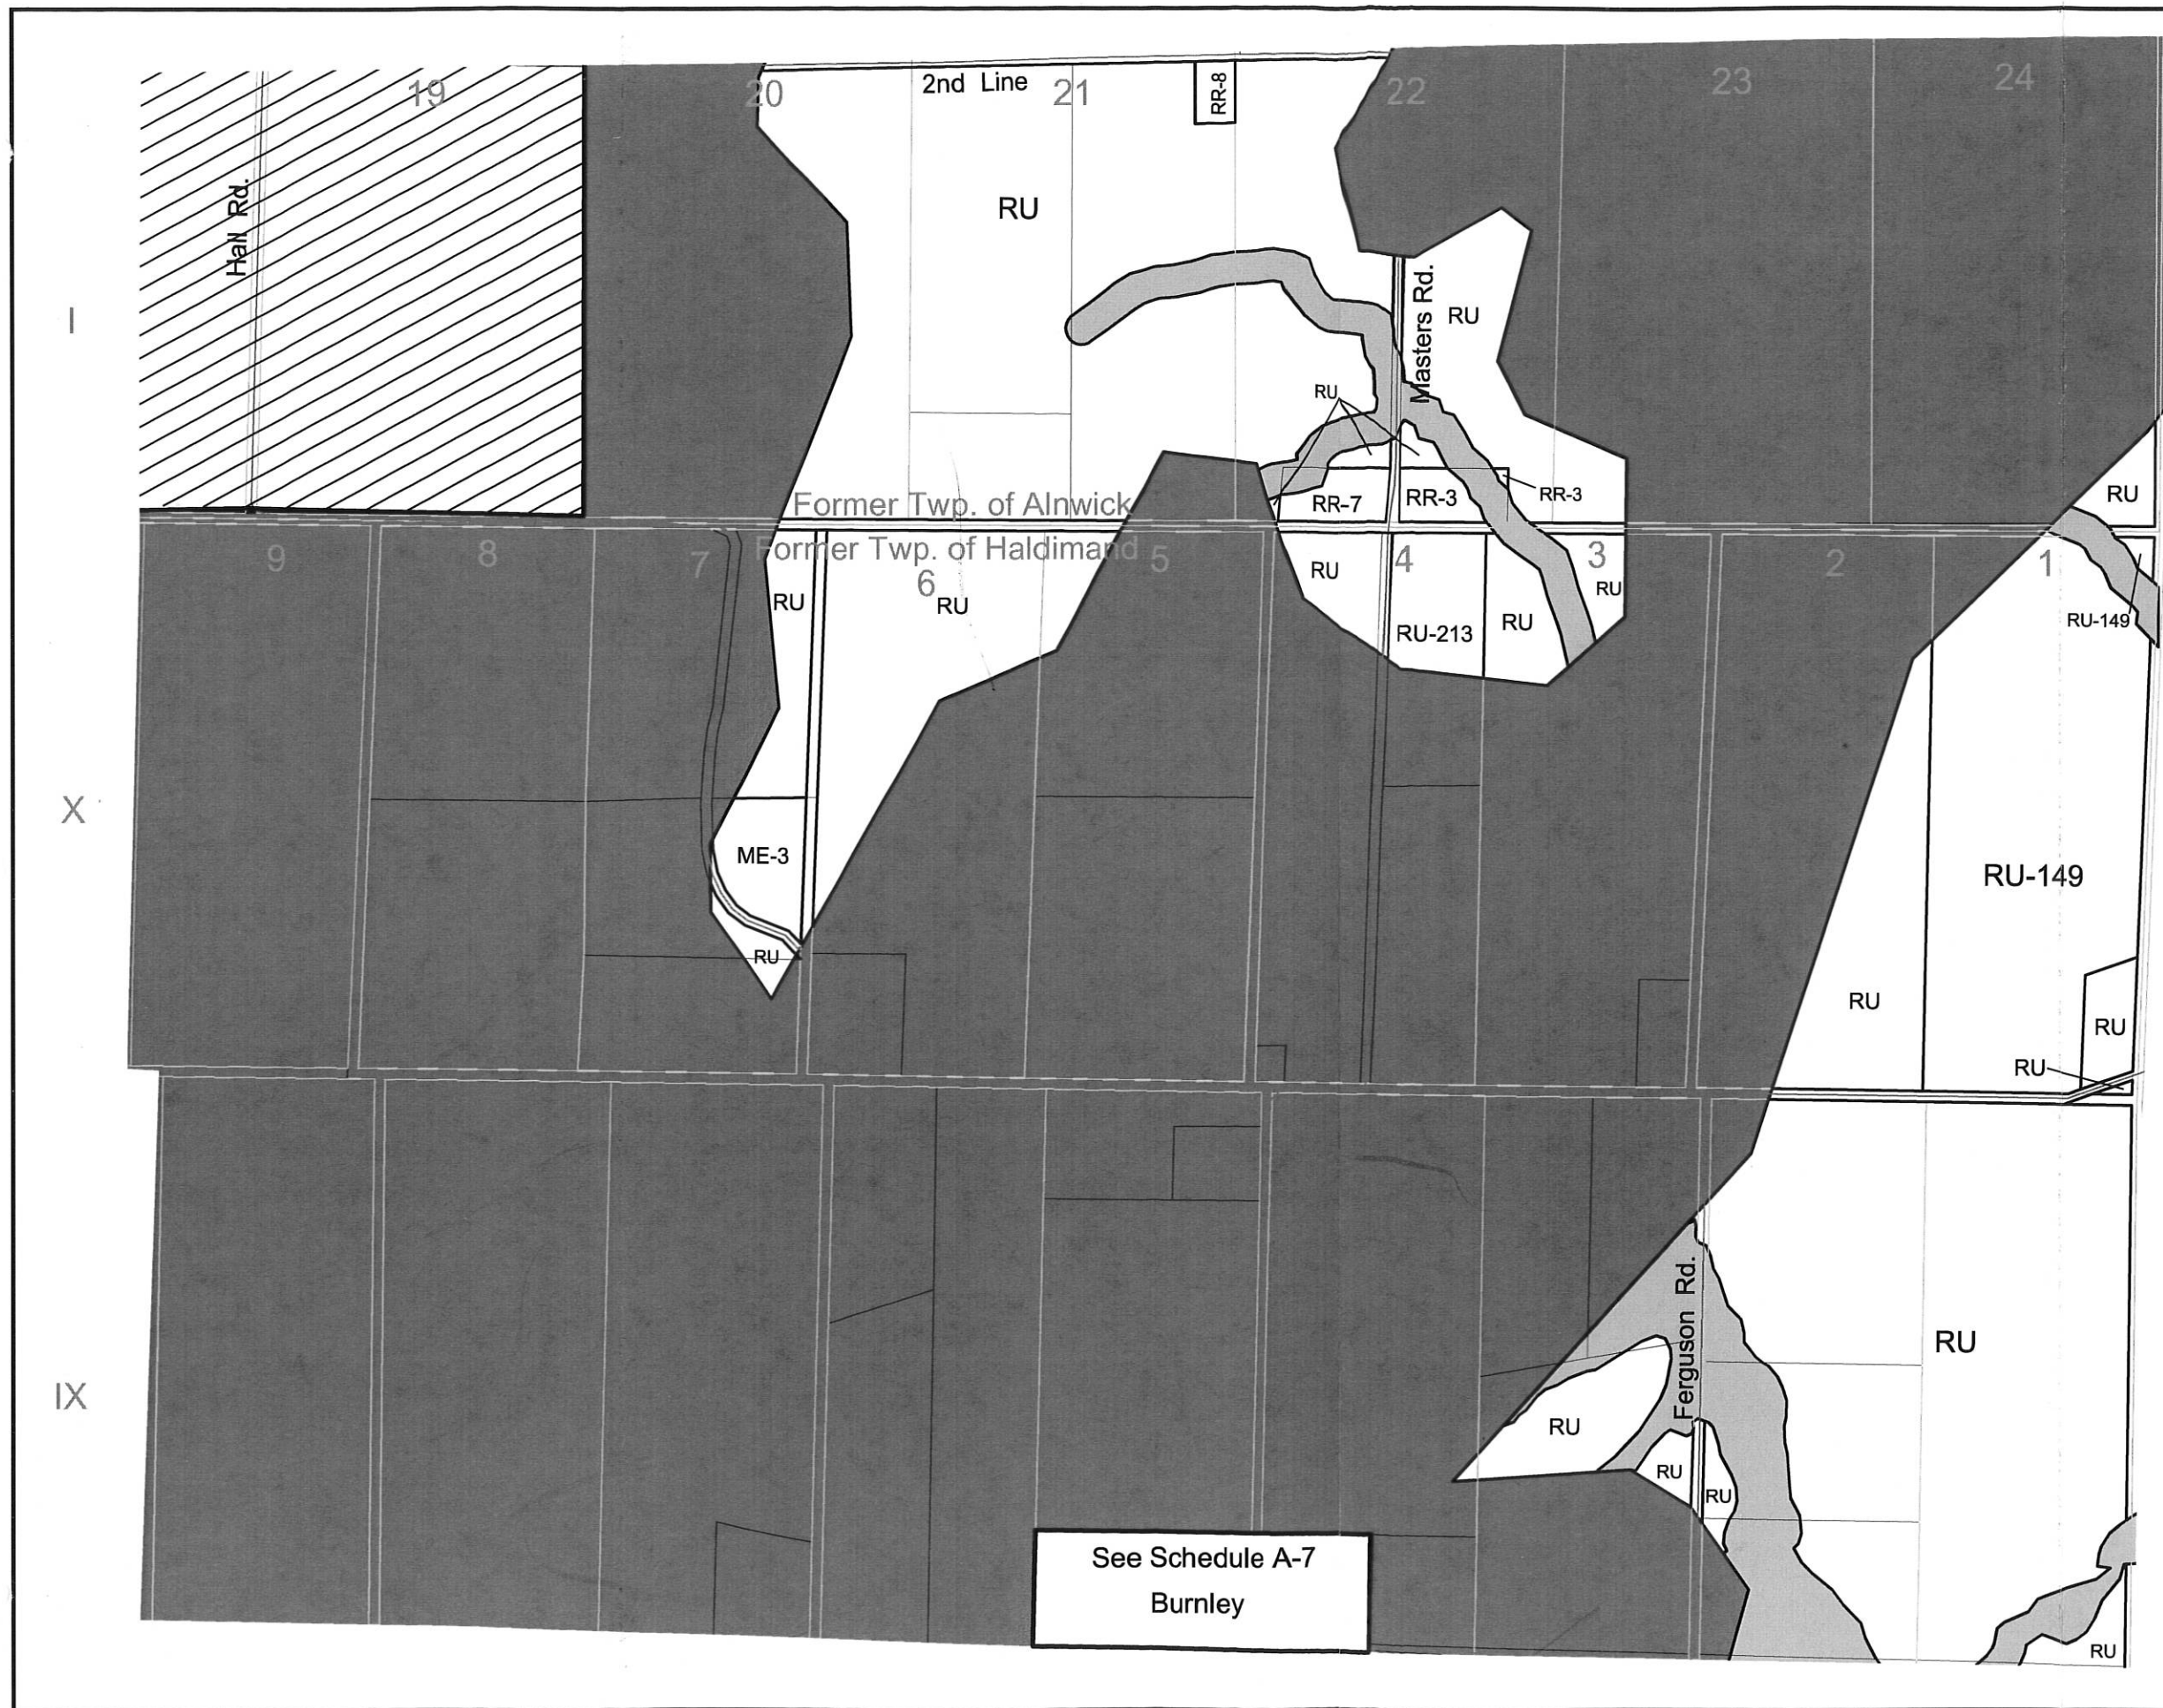 19
20
2nd Line
21
RR-8
22
23
24
Hall Rd.
RU
I
Masters Rd.
RU
RU
RR-7
RR-3
RR-3
RU
Former Twp. of Alnwick
Former Twp. of Haldimand
9
8
7
6
5
4
3
2
1
RU
RU
RU
RU-213
RU
RU
RU-149
X
ME-3
RU-149
RU
RU
RU
RU
RU
IX
Ferguson Rd.
RU
RU
RU
RU
See Schedule A-7
Burnley
RU